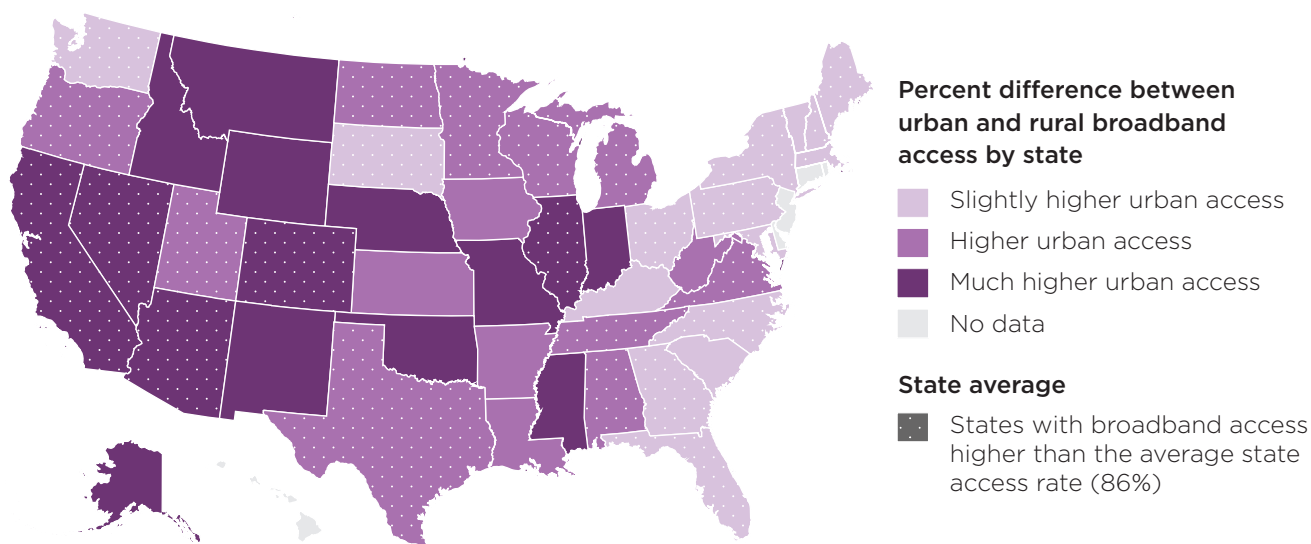 Percent difference between
urban and rural broadband
access by state
Slightly higher urban access
Higher urban access
Much higher urban access
No data
State average
States with broadband access
higher than the average state
access rate (86%)